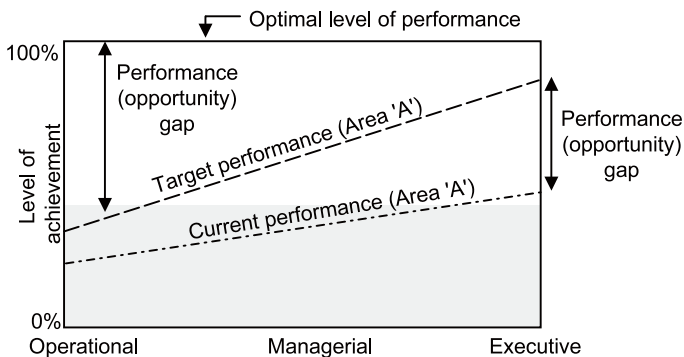 Optimal level of performance
100%
Performance
(opportunity)
gap
Performance
(opportunity)
gap
Target performance (Area 'A')
Current performance (Area 'A')
Level of
achievement
0%
Operational
Managerial
Executive